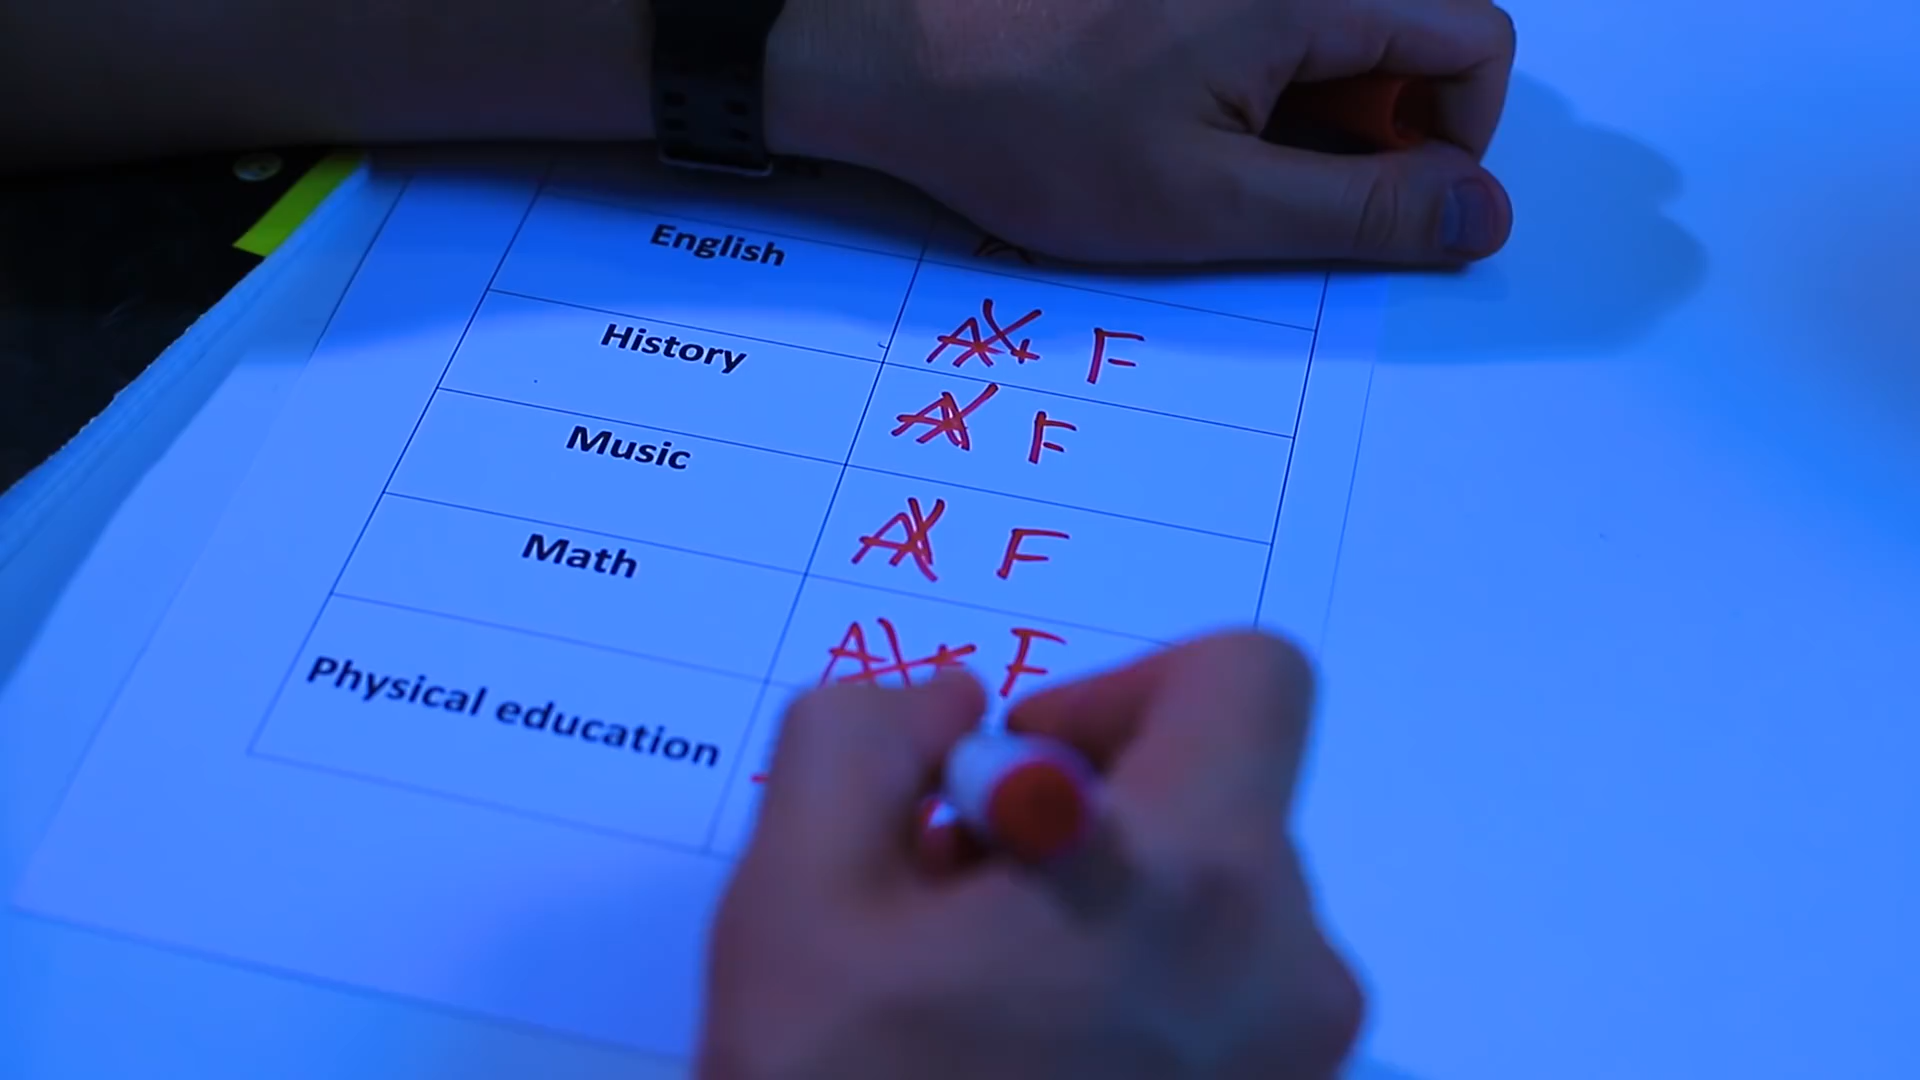 English A+ F
History A F
Music A F
Math A+ F
Physical education